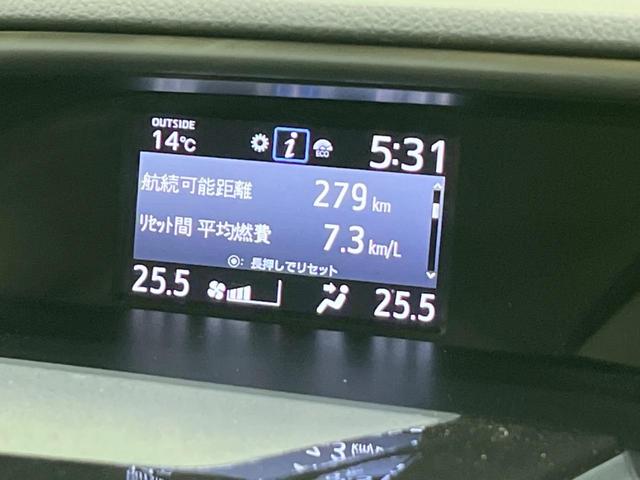 OUTSIDE
14℃
i
ECO
5:31
航続可能距離 279 km
リセット間 平均燃費 7.3 km/L
◉: 長押しでリセット
25.5
25.5